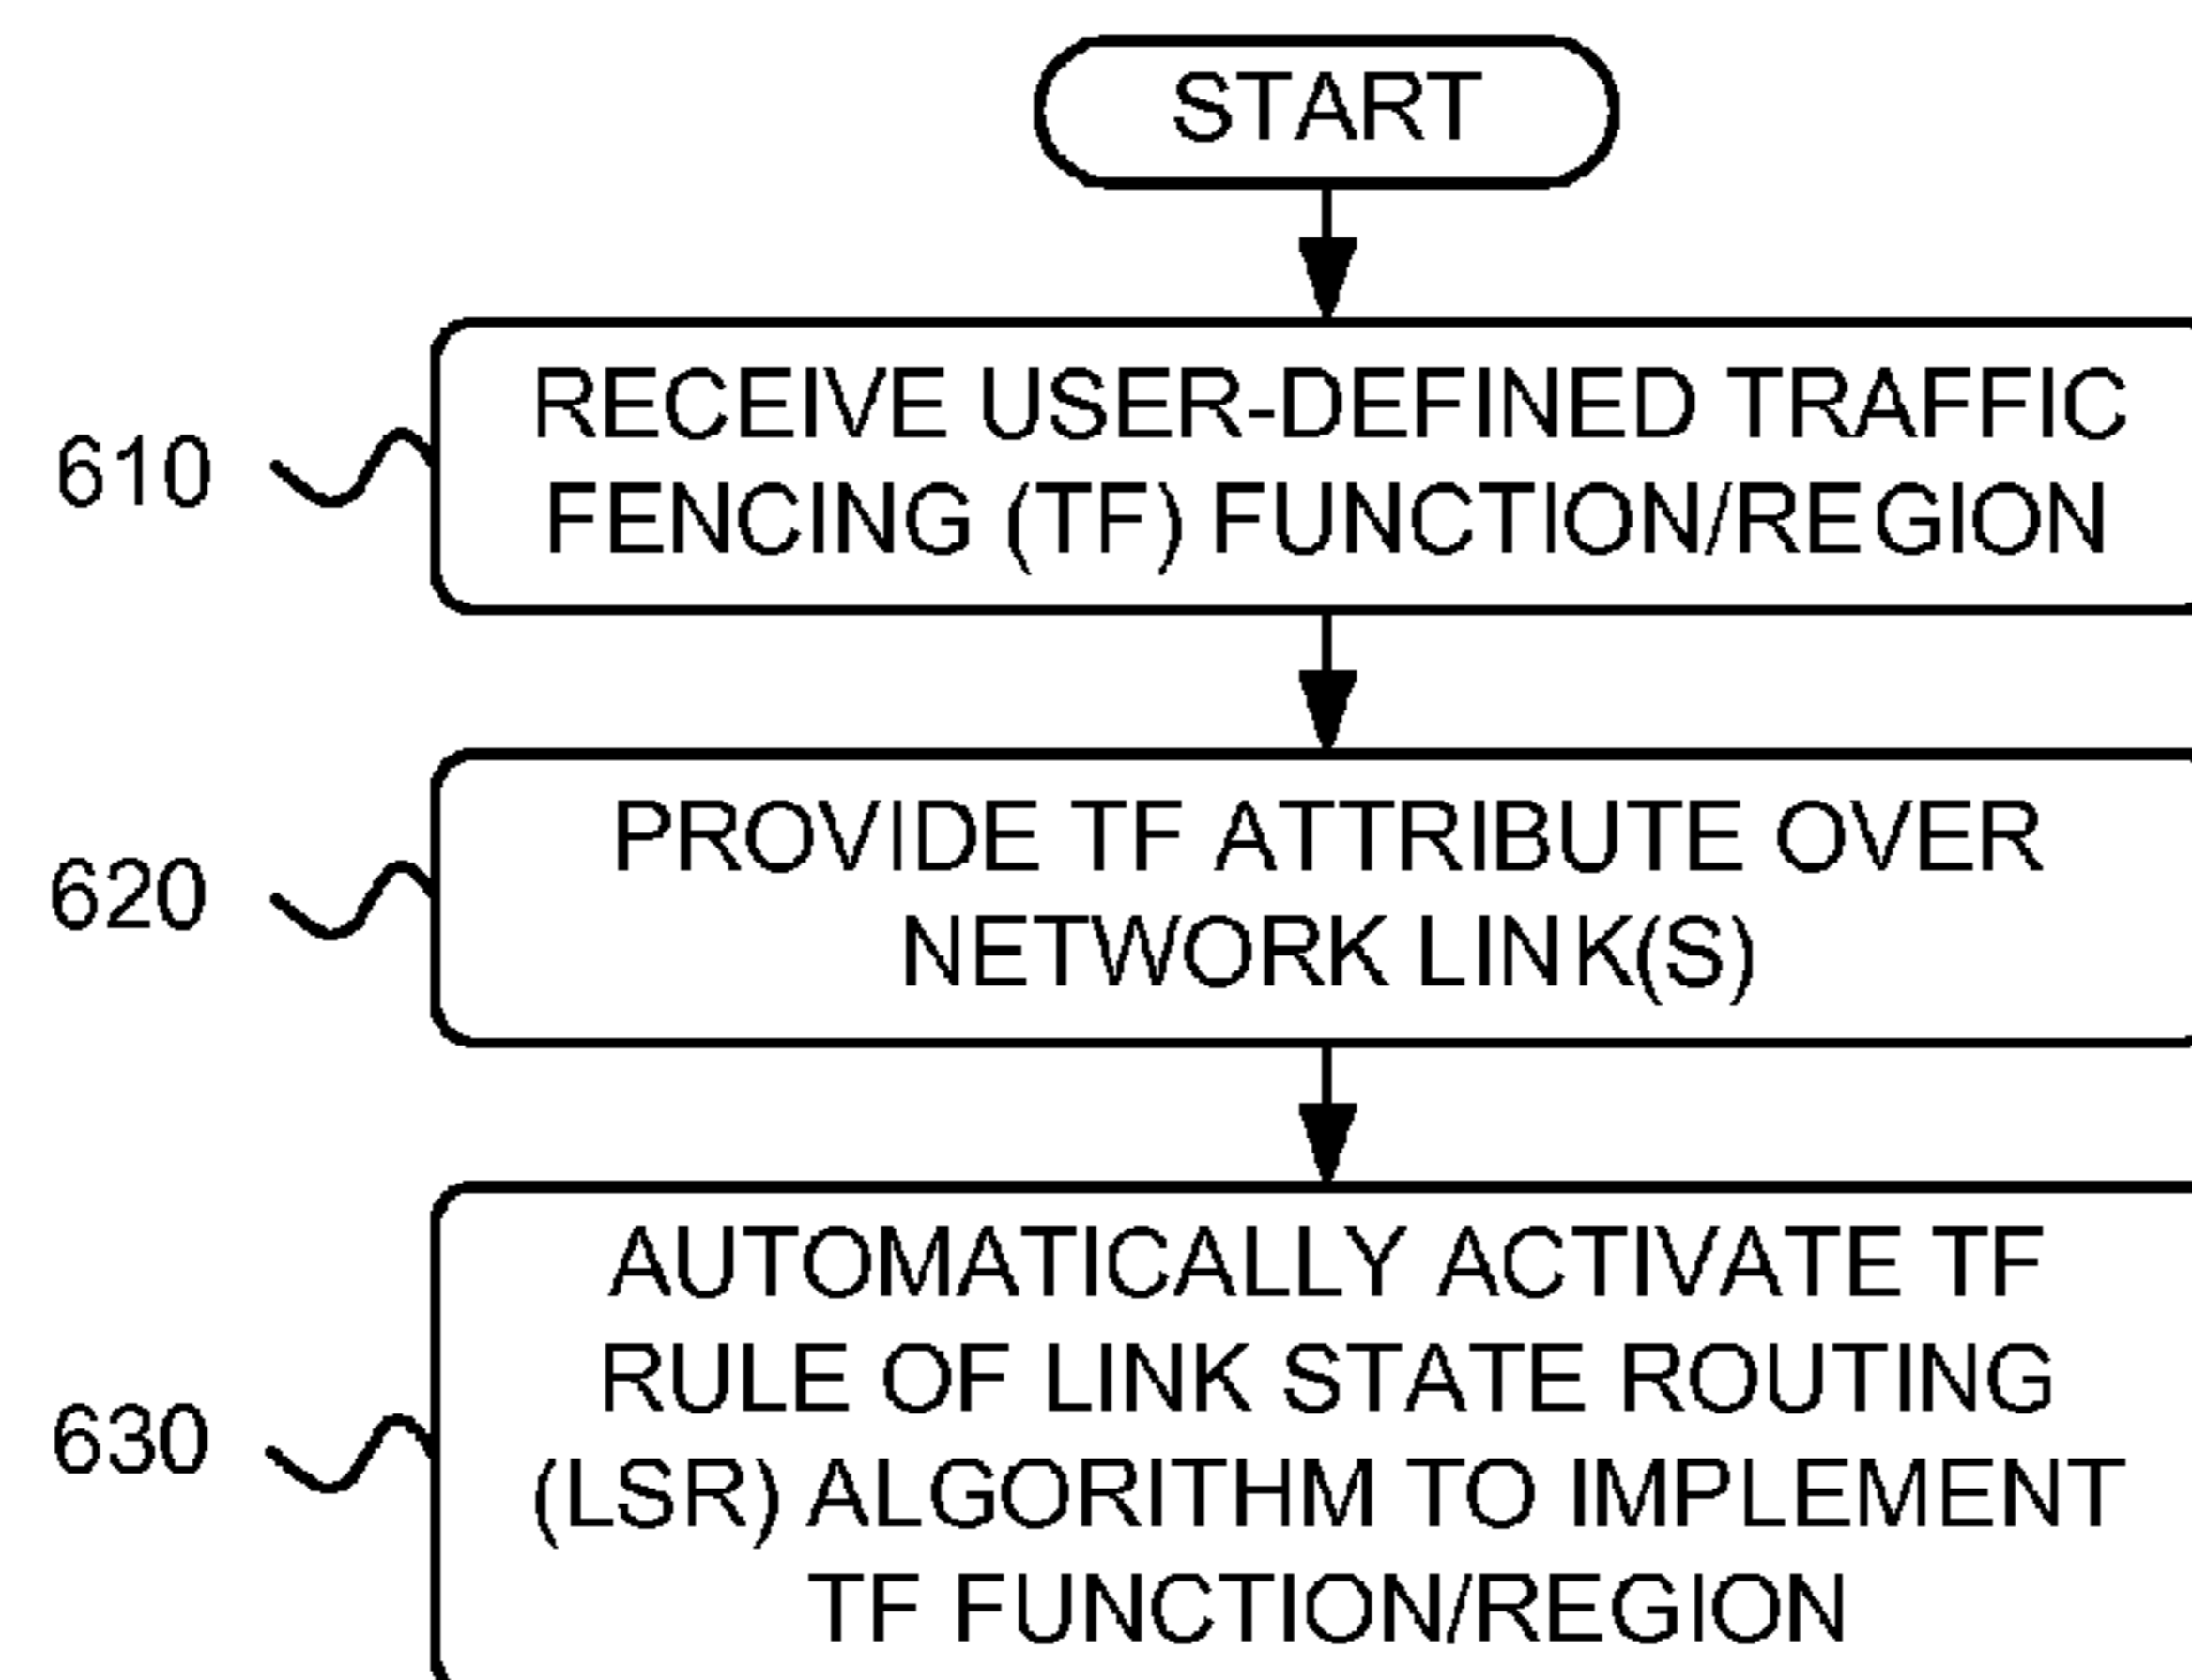 START
610
RECEIVE USER-DEFINED TRAFFIC
FENCING (TF) FUNCTION/REGION
620
PROVIDE TF ATTRIBUTE OVER
NETWORK LINK(S)
630
AUTOMATICALLY ACTIVATE TF
RULE OF LINK STATE ROUTING
(LSR) ALGORITHM TO IMPLEMENT
TF FUNCTION/REGION